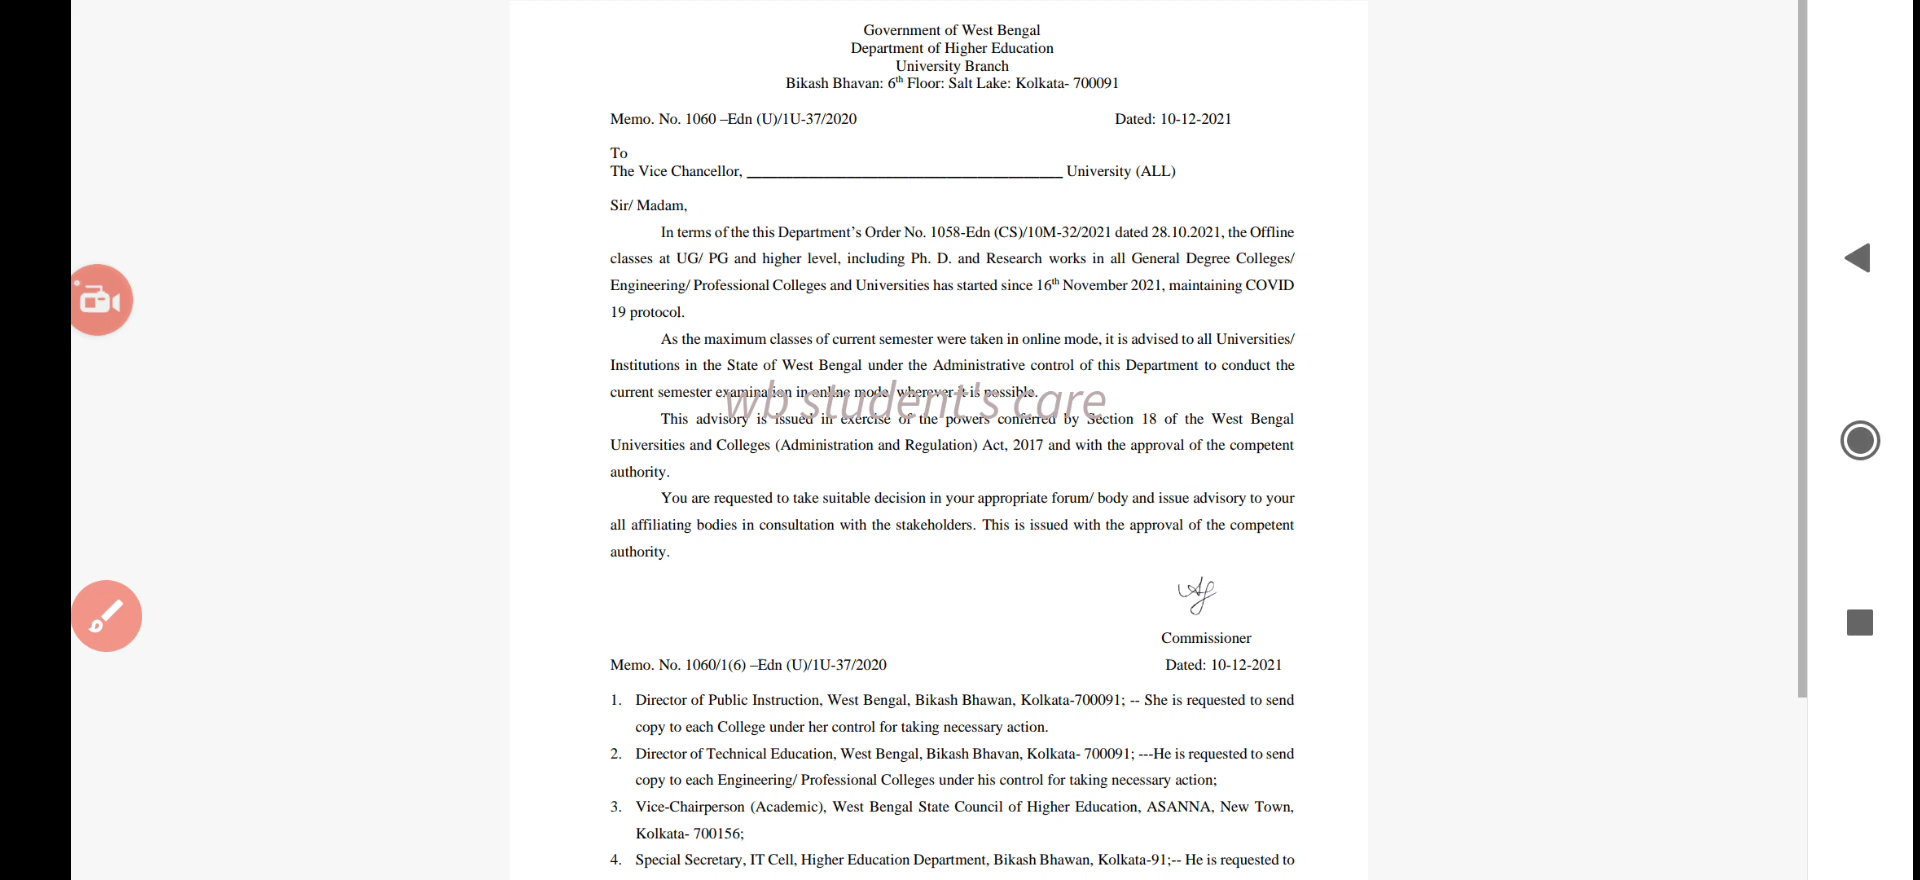 Government of West Bengal
Department of Higher Education
University Branch
Bikash Bhavan: 6th Floor: Salt Lake: Kolkata- 700091
Memo. No. 1060 –Edn (U)/1U-37/2020 Dated: 10-12-2021
To
The Vice Chancellor, ______________________________________ University (ALL)
Sir/ Madam,
In terms of the this Department’s Order No. 1058-Edn (CS)/10M-32/2021 dated 28.10.2021, the Offline
classes at UG/ PG and higher level, including Ph. D. and Research works in all General Degree Colleges/
Engineering/ Professional Colleges and Universities has started since 16th November 2021, maintaining COVID
19 protocol.
As the maximum classes of current semester were taken in online mode, it is advised to all Universities/
Institutions in the State of West Bengal under the Administrative control of this Department to conduct the
current semester examination in online mode, wherever it is possible.
wb student's care
This advisory is issued in exercise of the powers conferred by Section 18 of the West Bengal
Universities and Colleges (Administration and Regulation) Act, 2017 and with the approval of the competent
authority.
You are requested to take suitable decision in your appropriate forum/ body and issue advisory to your
all affiliating bodies in consultation with the stakeholders. This is issued with the approval of the competent
authority.
Commissioner
Memo. No. 1060/1(6) –Edn (U)/1U-37/2020 Dated: 10-12-2021
1. Director of Public Instruction, West Bengal, Bikash Bhawan, Kolkata-700091; -- She is requested to send
copy to each College under her control for taking necessary action.
2. Director of Technical Education, West Bengal, Bikash Bhavan, Kolkata- 700091; ---He is requested to send
copy to each Engineering/ Professional Colleges under his control for taking necessary action;
3. Vice-Chairperson (Academic), West Bengal State Council of Higher Education, ASANNA, New Town,
Kolkata- 700156;
4. Special Secretary, IT Cell, Higher Education Department, Bikash Bhawan, Kolkata-91;-- He is requested to